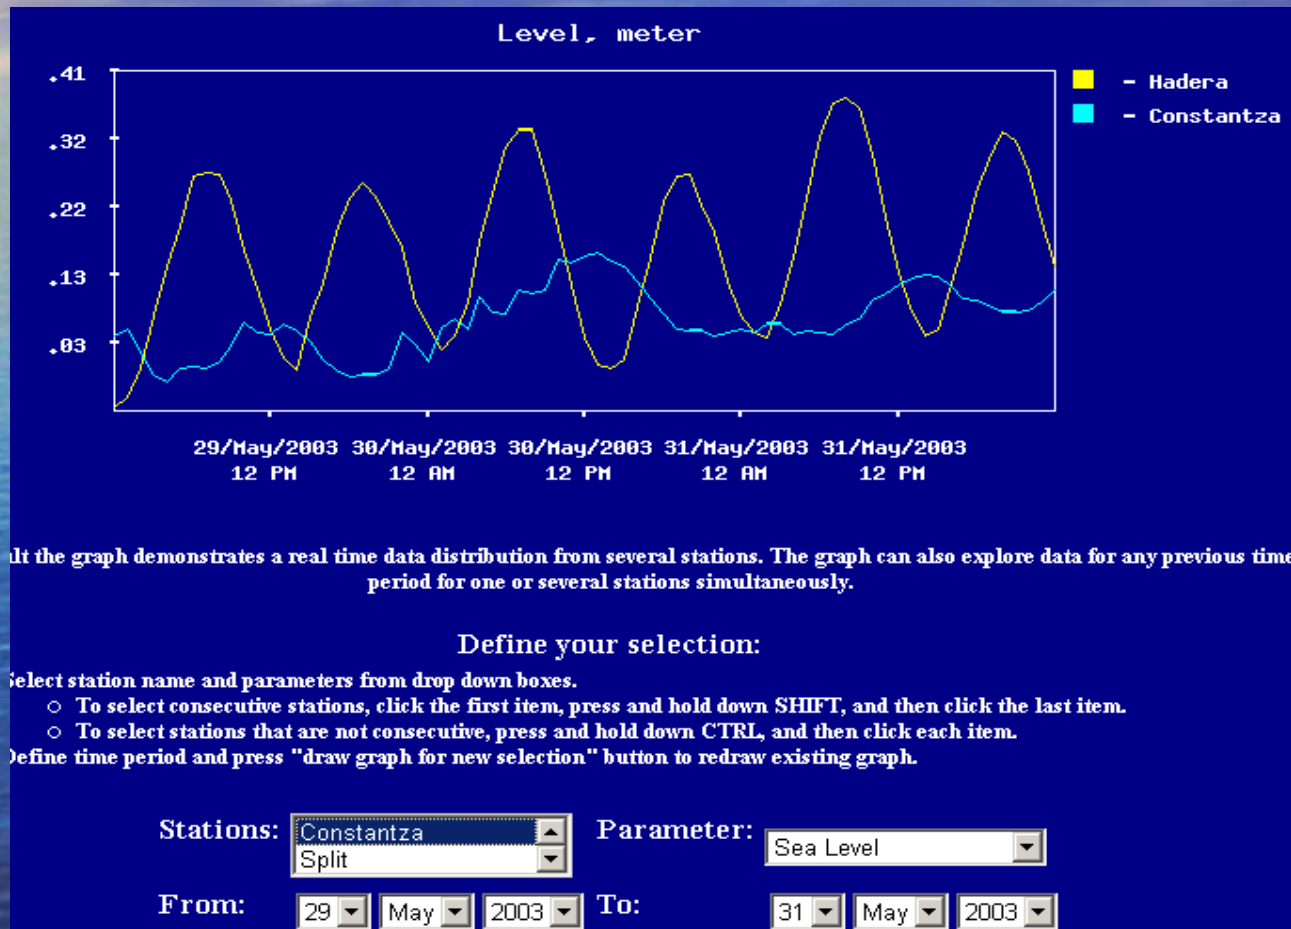 Level, meter
.41
.32
.22
.13
.03
- Hadera
- Constantza
29/May/2003 30/May/2003 30/May/2003 31/May/2003 31/May/2003
12 PM 12 AM 12 PM 12 AM 12 PM
the graph demonstrates a real time data distribution from several stations. The graph can also explore data for any previous time
period for one or several stations simultaneously.
Define your selection:
Select station name and parameters from drop down boxes.
○ To select consecutive stations, click the first item, press and hold down SHIFT, and then click the last item.
○ To select stations that are not consecutive, press and hold down CTRL, and then click each item.
Define time period and press "draw graph for new selection" button to redraw existing graph.
Stations: Constantza Parameter: Sea Level
Split
From: 29 May 2003 To: 31 May 2003